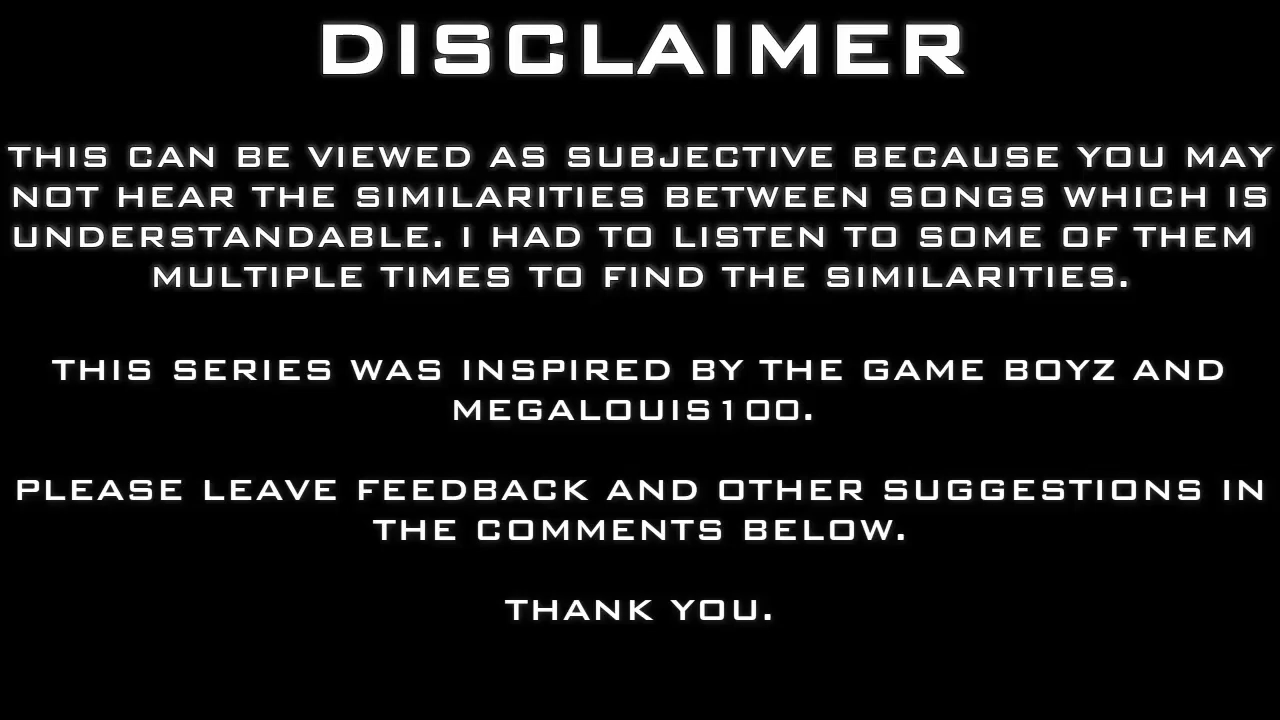 DISCLAIMER
THIS CAN BE VIEWED AS SUBJECTIVE BECAUSE YOU MAY
NOT HEAR THE SIMILARITIES BETWEEN SONGS WHICH IS
UNDERSTANDABLE. I HAD TO LISTEN TO SOME OF THEM
MULTIPLE TIMES TO FIND THE SIMILARITIES.
THIS SERIES WAS INSPIRED BY THE GAME BOYZ AND
MEGALOUIS100.
PLEASE LEAVE FEEDBACK AND OTHER SUGGESTIONS IN
THE COMMENTS BELOW.
THANK YOU.